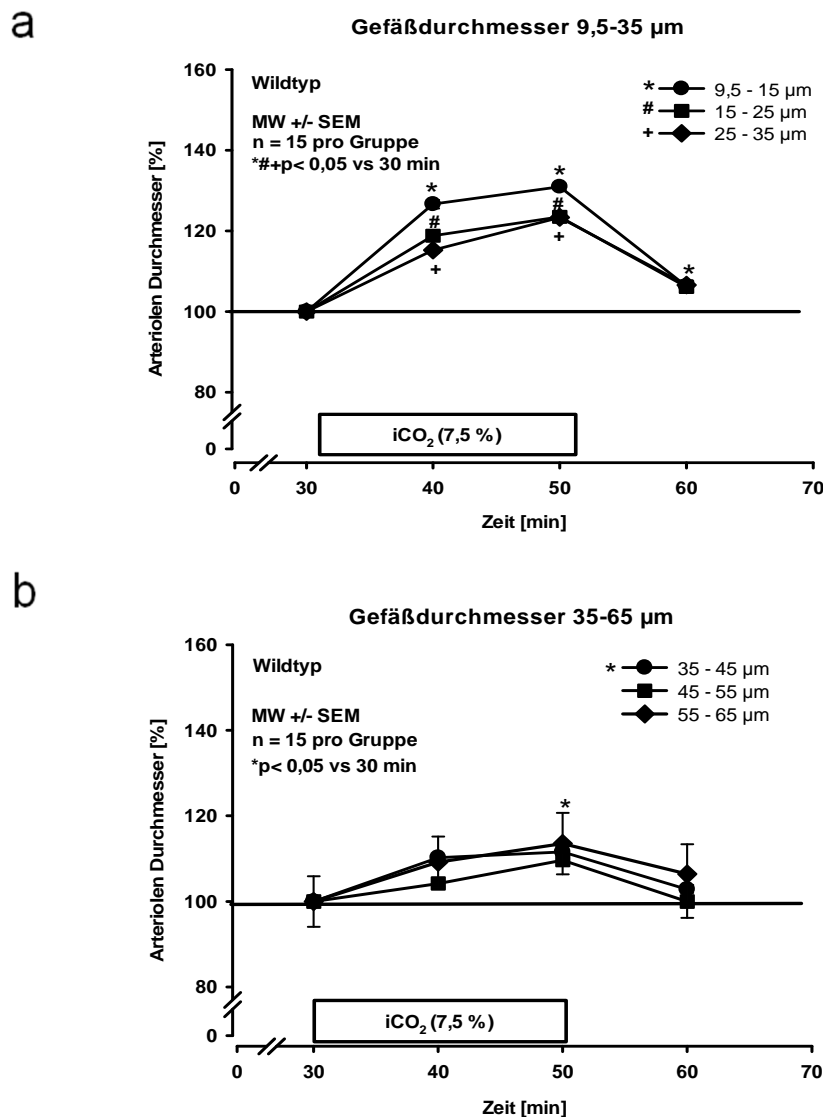 a
Gefäßdurchmesser 9,5-35 µm
Wildtyp
MW +/- SEM
n = 15 pro Gruppe
*#+p< 0,05 vs 30 min
* 9,5 - 15 µm
# 15 - 25 µm
+ 25 - 35 µm
Arteriolen Durchmesser [%]
160
140
120
100
80
0
* * *
# #
+ +
iCO₂ (7,5 %)
0 30 40 50 60 70
Zeit [min]
b
Gefäßdurchmesser 35-65 µm
Wildtyp
MW +/- SEM
n = 15 pro Gruppe
*p< 0,05 vs 30 min
* 35 - 45 µm
45 - 55 µm
55 - 65 µm
Arteriolen Durchmesser [%]
160
140
120
100
80
0
*
iCO₂ (7,5 %)
0 30 40 50 60 70
Zeit [min]